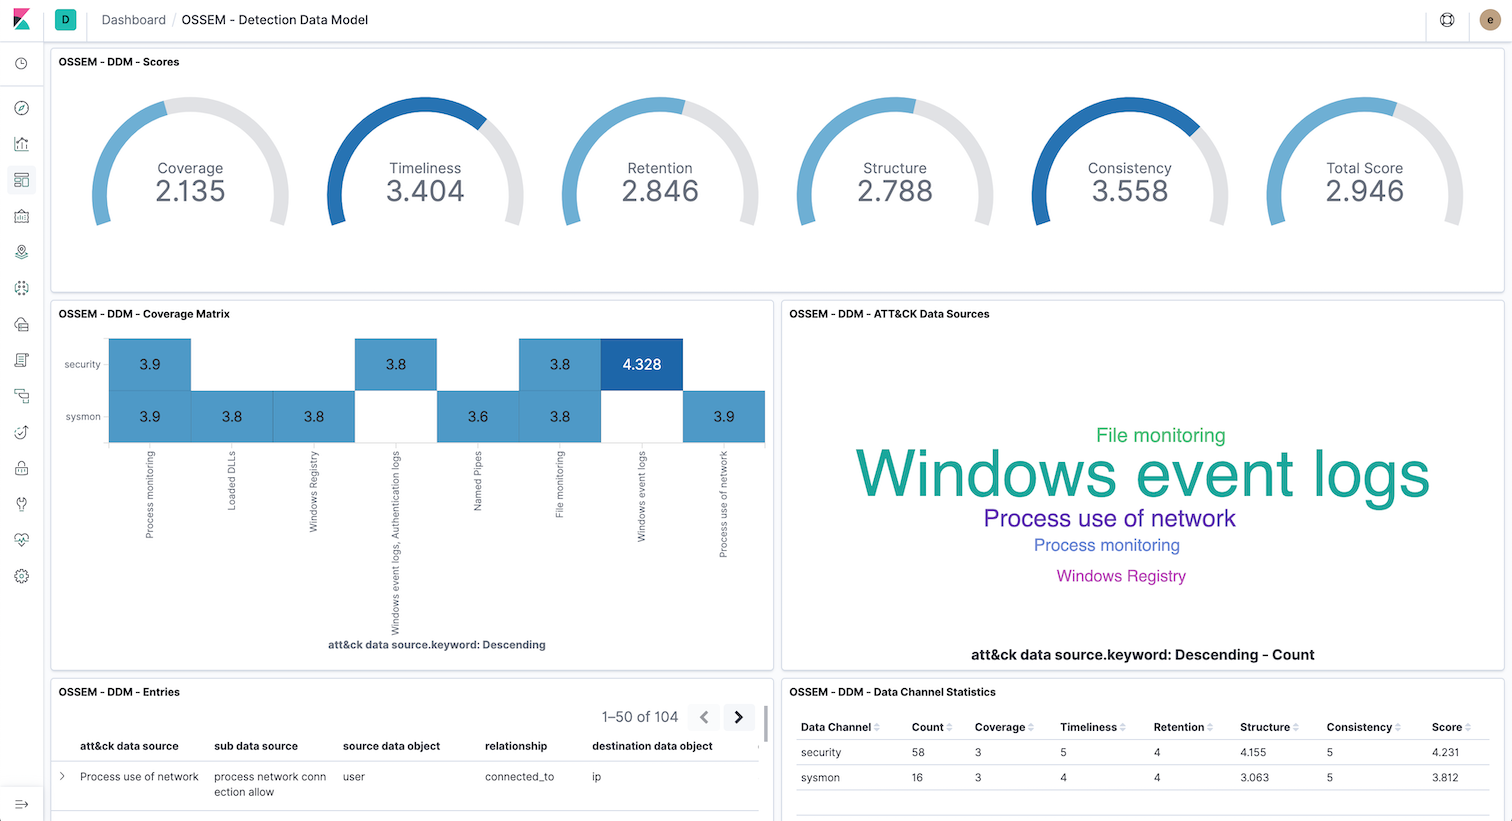 D Dashboard / OSSEM - Detection Data Model e
OSSEM - DDM - Scores
Coverage
2.135
Timeliness
3.404
Retention
2.846
Structure
2.788
Consistency
3.558
Total Score
2.946
OSSEM - DDM - Coverage Matrix
security 3.9 3.8 3.8 4.328
sysmon 3.9 3.8 3.8 3.6 3.8 3.9
Process monitoring
Loaded DLLs
Windows Registry
Windows event logs, Authentication logs
Named Pipes
File monitoring
Windows event logs
Process use of network
att&ck data source.keyword: Descending
OSSEM - DDM - ATT&CK Data Sources
File monitoring
Windows event logs
Process use of network
Process monitoring
Windows Registry
att&ck data source.keyword: Descending - Count
OSSEM - DDM - Entries
1–50 of 104
att&ck data source sub data source source data object relationship destination data object
Process use of network process network conn user connected_to ip
ection allow
OSSEM - DDM - Data Channel Statistics
Data Channel Count Coverage Timeliness Retention Structure Consistency Score
security 58 3 5 4 4.155 5 4.231
sysmon 16 3 4 4 3.063 5 3.812